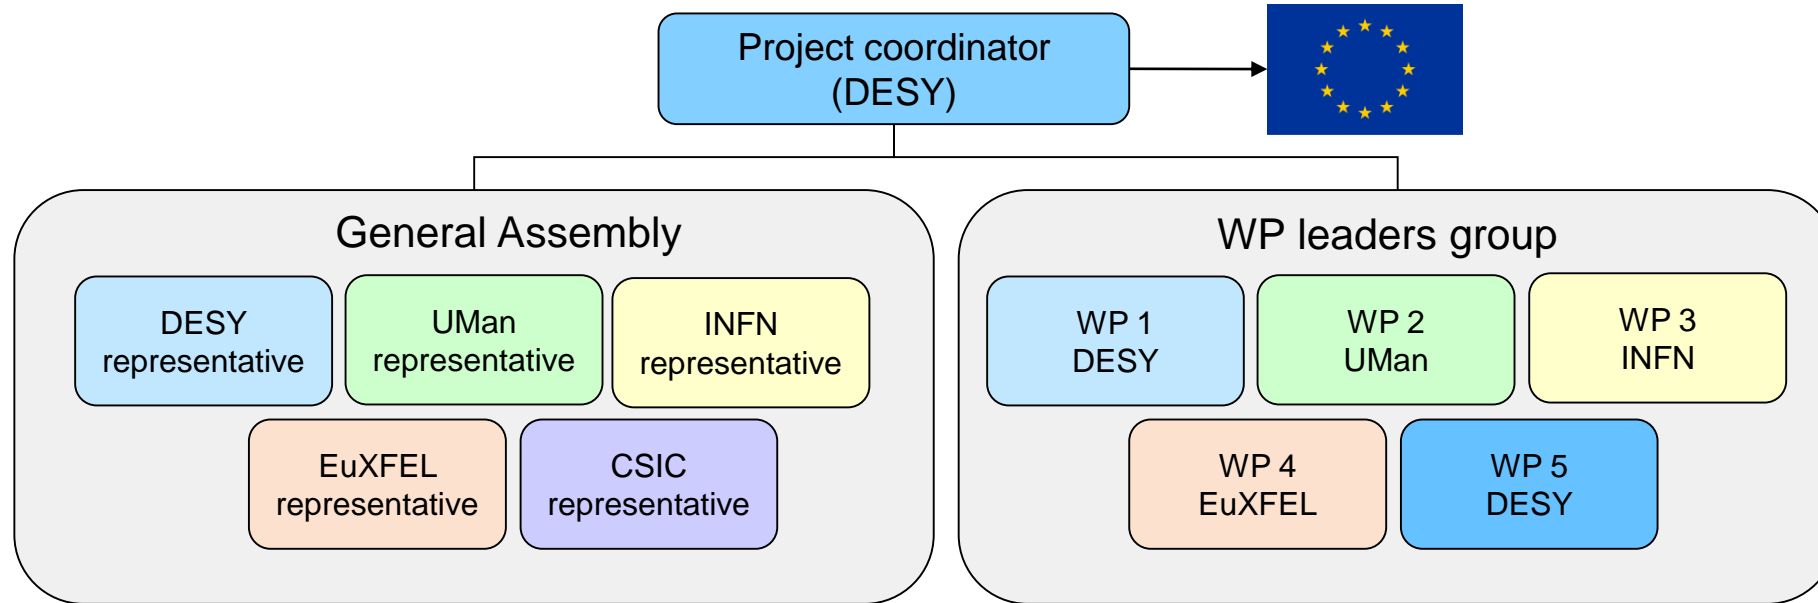 Project coordinator
(DESY)
General Assembly
DESY
representative
UMan
representative
INFN
representative
EuXFEL
representative
CSIC
representative
WP leaders group
WP 1
DESY
WP 2
UMan
WP 3
INFN
WP 4
EuXFEL
WP 5
DESY